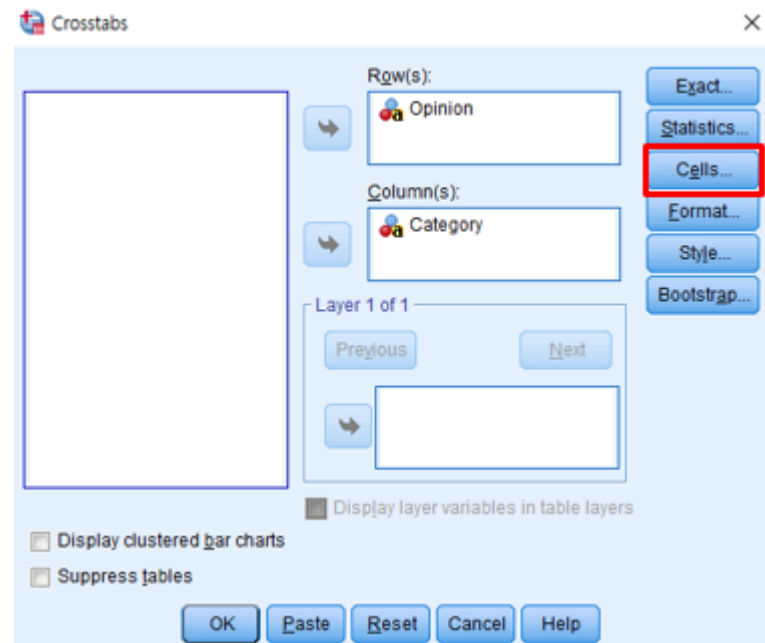 Crosstabs
Row(s):
Opinion
Column(s):
Category
Layer 1 of 1
Previous
Next
Display layer variables in table layers
Display clustered bar charts
Suppress tables
Exact...
Statistics...
Cells...
Format...
Style...
Bootstrap...
OK
Paste
Reset
Cancel
Help